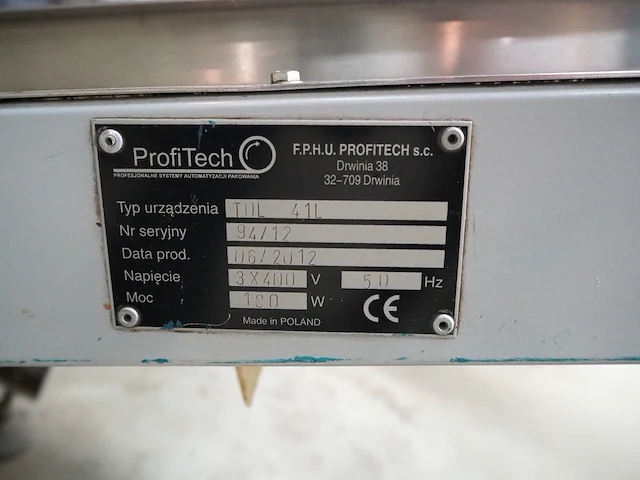 ProfiTech
PROFESJONALNE SYSTEMY AUTOMATYZACJI PAKOWANIA
F.P.H.U. PROFITECH s.c.
Drwinia 38
32-709 Drwinia
Typ urządzenia TOL 41L
Nr seryjny 94/12
Data prod. 06/2012
Napięcie 3X400 V 50 Hz
Moc 180 W
CE
Made in POLAND